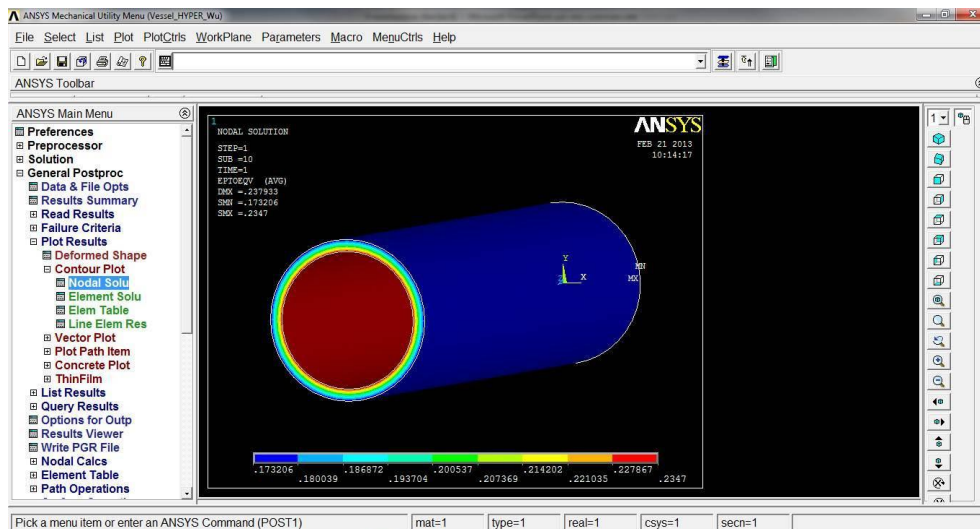 ANSYS Mechanical Utility Menu (Vessel_HYPER_Wu)
File Select List Plot PlotCtrls WorkPlane Parameters Macro MenuCtrls Help
ANSYS Toolbar
ANSYS Main Menu
Preferences
Preprocessor
Solution
General Postproc
Data & File Opts
Results Summary
Read Results
Failure Criteria
Plot Results
Deformed Shape
Contour Plot
Nodal Solu
Element Solu
Elem Table
Line Elem Res
Vector Plot
Plot Path Item
Concrete Plot
ThinFilm
List Results
Query Results
Options for Outp
Results Viewer
Write PGR File
Nodal Calcs
Element Table
Path Operations
1
NODAL SOLUTION
STEP=1
SUB =10
TIME=1
EPTOEQV (AVG)
DMX =.237933
SMN =.173206
SMX =.2347
ANSYS
FEB 21 2013
10:14:17
Y
X
MN
MX
.173206 .186872 .200537 .214202 .227867
.180039 .193704 .207369 .221035 .2347
1
Pick a menu item or enter an ANSYS Command (POST1) mat=1 type=1 real=1 csys=1 secn=1